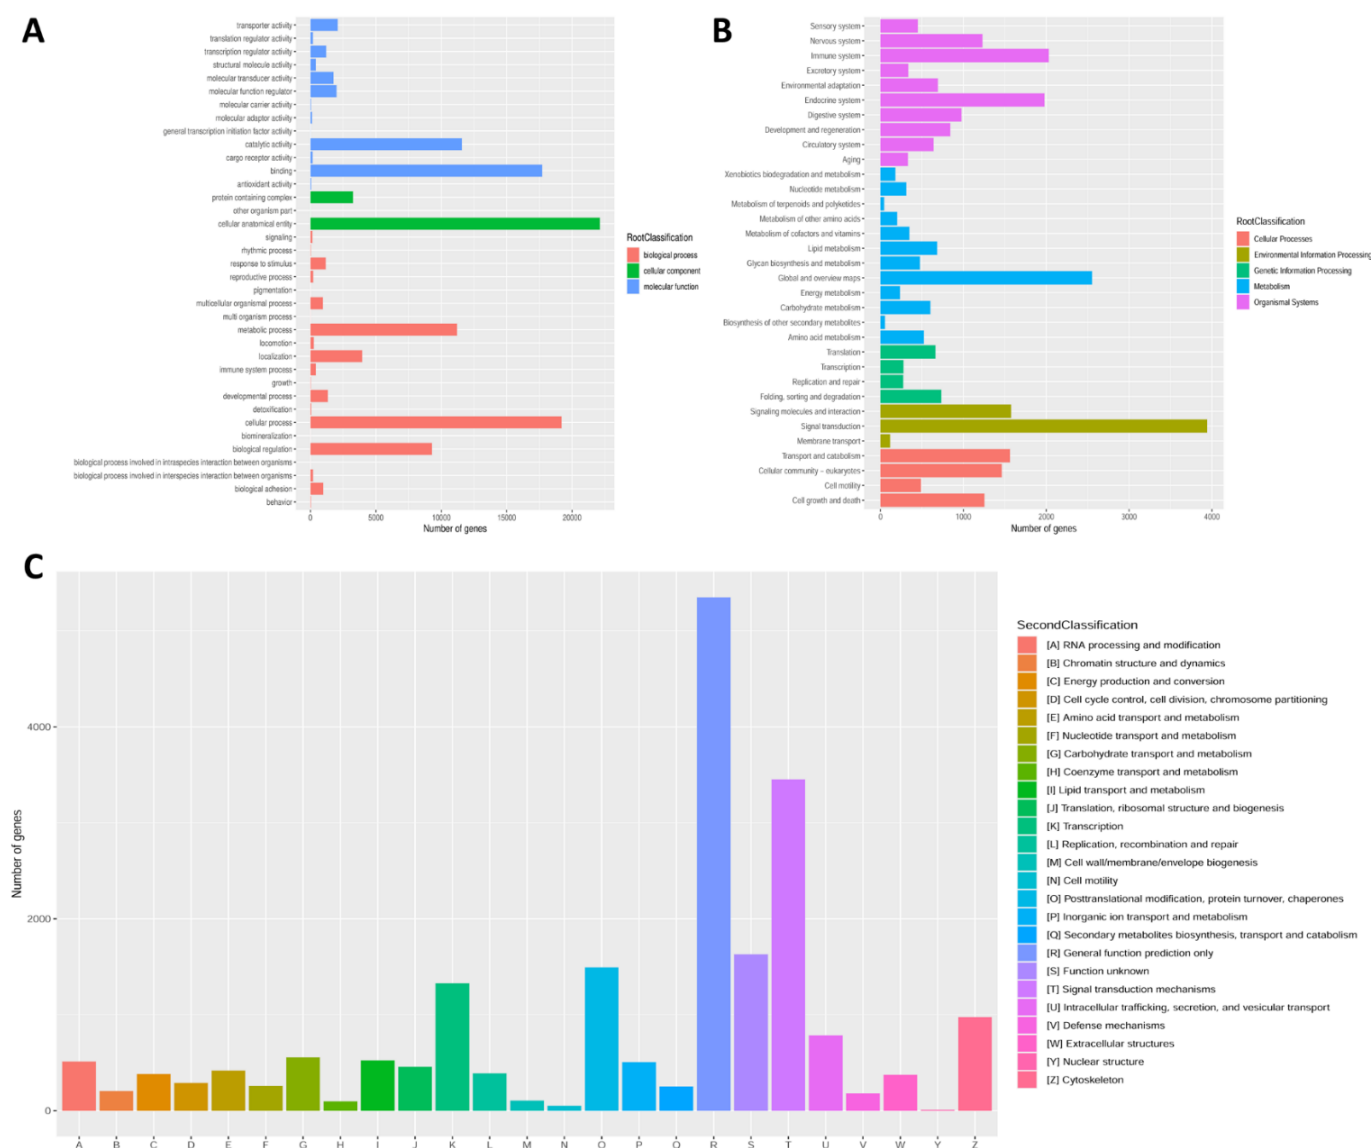 A
transporter activity
translation regulator activity
transcription regulator activity
structural molecule activity
molecular transducer activity
molecular function regulator
molecular carrier activity
molecular adaptor activity
general transcription initiation factor activity
catalytic activity
cargo receptor activity
binding
antioxidant activity
protein containing complex
other organism part
cellular anatomical entity
signaling
rhythmic process
response to stimulus
reproductive process
pigmentation
multicellular organismal process
multi organism process
metabolic process
locomotion
localization
immune system process
growth
developmental process
detoxification
cellular process
biomineralization
biological regulation
biological process involved in intraspecies interaction between organisms
biological process involved in interspecies interaction between organisms
biological adhesion
behavior
0 5000 10000 15000 20000
Number of genes
RootClassification
biological process
cellular component
molecular function
B
Sensory system
Nervous system
Immune system
Excretory system
Environmental adaptation
Endocrine system
Digestive system
Development and regeneration
Circulatory system
Aging
Xenobiotics biodegradation and metabolism
Nucleotide metabolism
Metabolism of terpenoids and polyketides
Metabolism of other amino acids
Metabolism of cofactors and vitamins
Lipid metabolism
Glycan biosynthesis and metabolism
Global and overview maps
Energy metabolism
Carbohydrate metabolism
Biosynthesis of other secondary metabolites
Amino acid metabolism
Translation
Transcription
Replication and repair
Folding, sorting and degradation
Signaling molecules and interaction
Signal transduction
Membrane transport
Transport and catabolism
Cellular community – eukaryotes
Cell motility
Cell growth and death
0 1000 2000 3000 4000
Number of genes
RootClassification
Cellular Processes
Environmental Information Processing
Genetic Information Processing
Metabolism
Organismal Systems
C
Number of genes
4000
2000
0
A B C D E F G H I J K L M N O P Q R S T U V W Y Z
SecondClassification
[A] RNA processing and modification
[B] Chromatin structure and dynamics
[C] Energy production and conversion
[D] Cell cycle control, cell division, chromosome partitioning
[E] Amino acid transport and metabolism
[F] Nucleotide transport and metabolism
[G] Carbohydrate transport and metabolism
[H] Coenzyme transport and metabolism
[I] Lipid transport and metabolism
[J] Translation, ribosomal structure and biogenesis
[K] Transcription
[L] Replication, recombination and repair
[M] Cell wall/membrane/envelope biogenesis
[N] Cell motility
[O] Posttranslational modification, protein turnover, chaperones
[P] Inorganic ion transport and metabolism
[Q] Secondary metabolites biosynthesis, transport and catabolism
[R] General function prediction only
[S] Function unknown
[T] Signal transduction mechanisms
[U] Intracellular trafficking, secretion, and vesicular transport
[V] Defense mechanisms
[W] Extracellular structures
[Y] Nuclear structure
[Z] Cytoskeleton